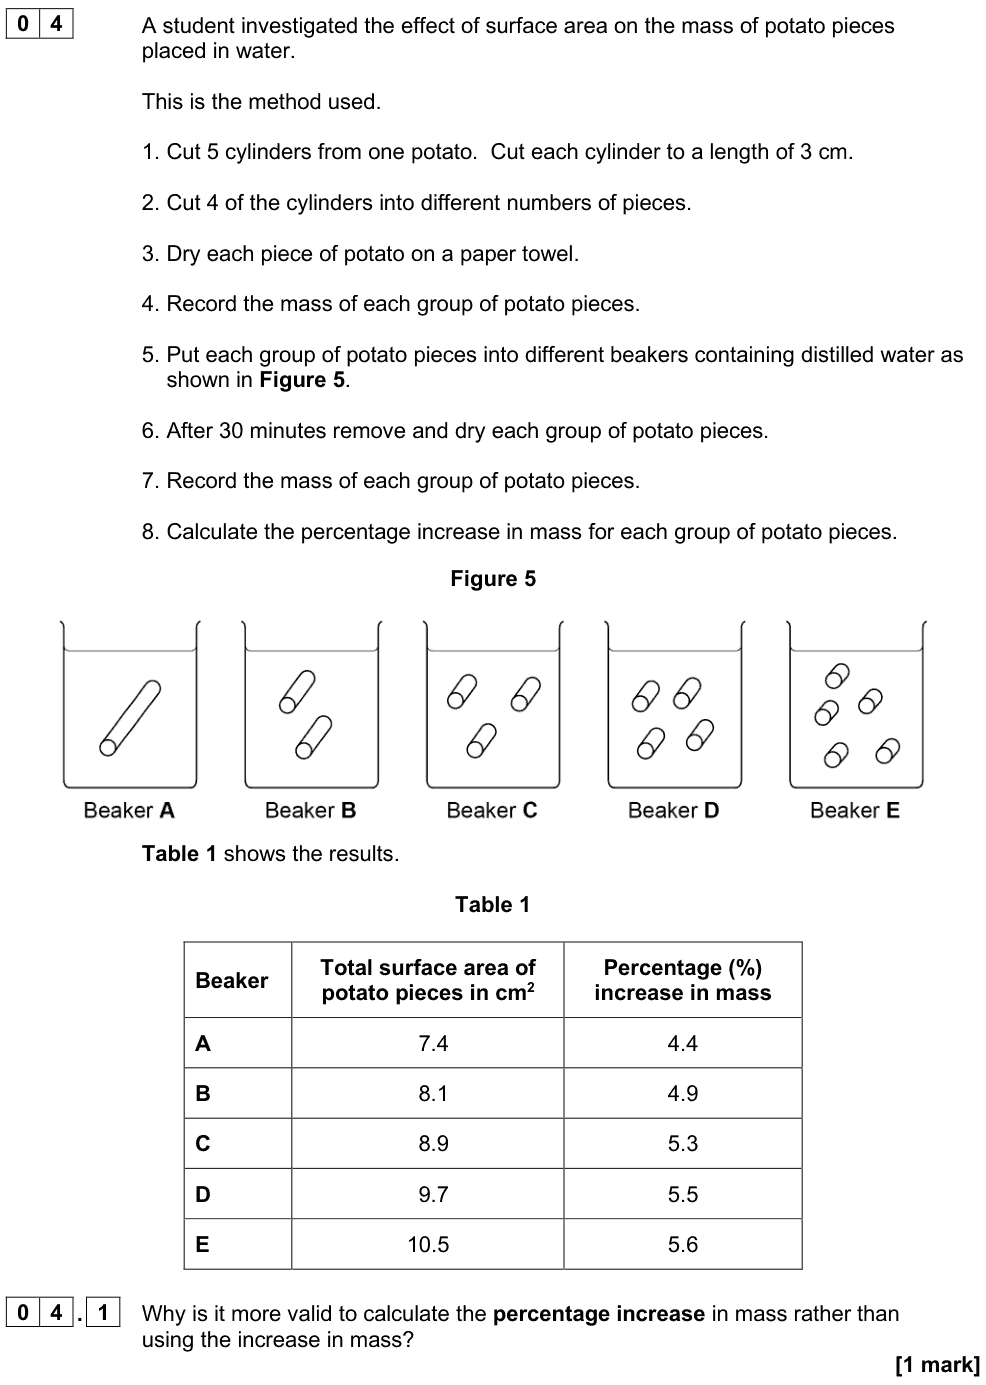 0 4 A student investigated the effect of surface area on the mass of potato pieces
placed in water.
This is the method used.
1. Cut 5 cylinders from one potato.  Cut each cylinder to a length of 3 cm.
2. Cut 4 of the cylinders into different numbers of pieces.
3. Dry each piece of potato on a paper towel.
4. Record the mass of each group of potato pieces.
5. Put each group of potato pieces into different beakers containing distilled water as
shown in Figure 5.
6. After 30 minutes remove and dry each group of potato pieces.
7. Record the mass of each group of potato pieces.
8. Calculate the percentage increase in mass for each group of potato pieces.
Figure 5
Beaker A Beaker B Beaker C Beaker D Beaker E
Table 1 shows the results.
Table 1
Beaker Total surface area of potato pieces in cm² Percentage (%) increase in mass
A 7.4 4.4
B 8.1 4.9
C 8.9 5.3
D 9.7 5.5
E 10.5 5.6
0 4 . 1 Why is it more valid to calculate the percentage increase in mass rather than
using the increase in mass?
[1 mark]